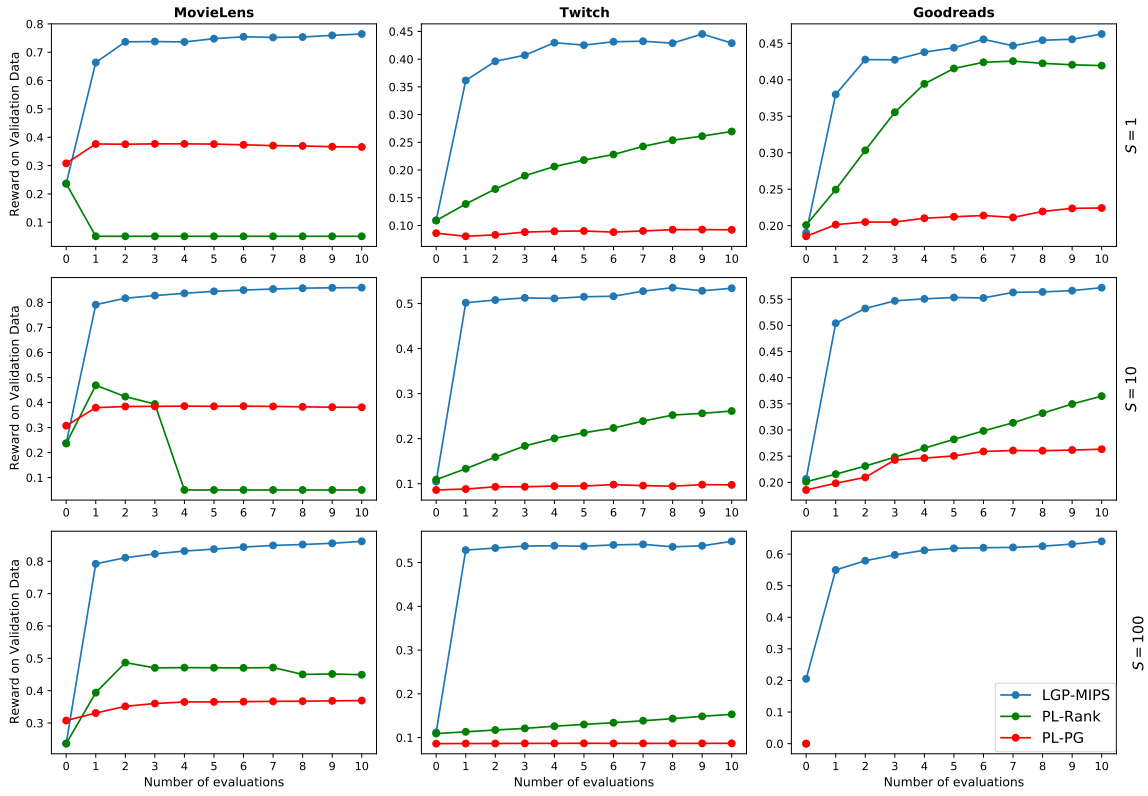 MovieLens
Twitch
Goodreads
Reward on Validation Data
0.8
0.7
0.6
0.5
0.4
0.3
0.2
0.1
0 1 2 3 4 5 6 7 8 9 10
0.45
0.40
0.35
0.30
0.25
0.20
0.15
0.10
0 1 2 3 4 5 6 7 8 9 10
0.45
0.40
0.35
0.30
0.25
0.20
0 1 2 3 4 5 6 7 8 9 10
S = 1
Reward on Validation Data
0.8
0.7
0.6
0.5
0.4
0.3
0.2
0.1
0 1 2 3 4 5 6 7 8 9 10
0.5
0.4
0.3
0.2
0.1
0 1 2 3 4 5 6 7 8 9 10
0.55
0.50
0.45
0.40
0.35
0.30
0.25
0.20
0 1 2 3 4 5 6 7 8 9 10
S = 10
Reward on Validation Data
0.8
0.7
0.6
0.5
0.4
0.3
0 1 2 3 4 5 6 7 8 9 10
Number of evaluations
0.5
0.4
0.3
0.2
0.1
0 1 2 3 4 5 6 7 8 9 10
Number of evaluations
0.6
0.5
0.4
0.3
0.2
0.1
0.0
0 1 2 3 4 5 6 7 8 9 10
Number of evaluations
S = 100
LGP-MIPS
PL-Rank
PL-PG